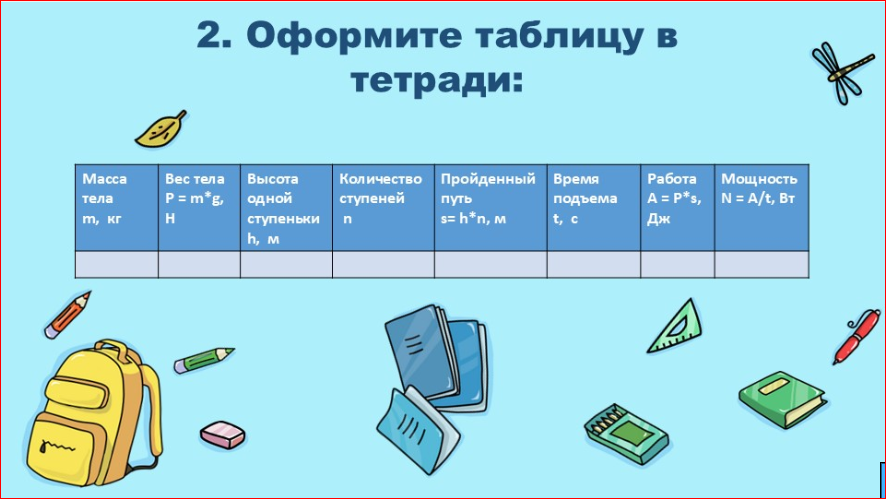 2. Оформите таблицу в
тетради:
Масса
тела
m, кг
Вес тела
P = m*g,
Н
Высота
одной
ступеньки
h, м
Количество
ступеней
n
Пройденный
путь
s= h*n, м
Время
подъема
t, с
Работа
A = P*s,
Дж
Мощность
N = A/t, Вт